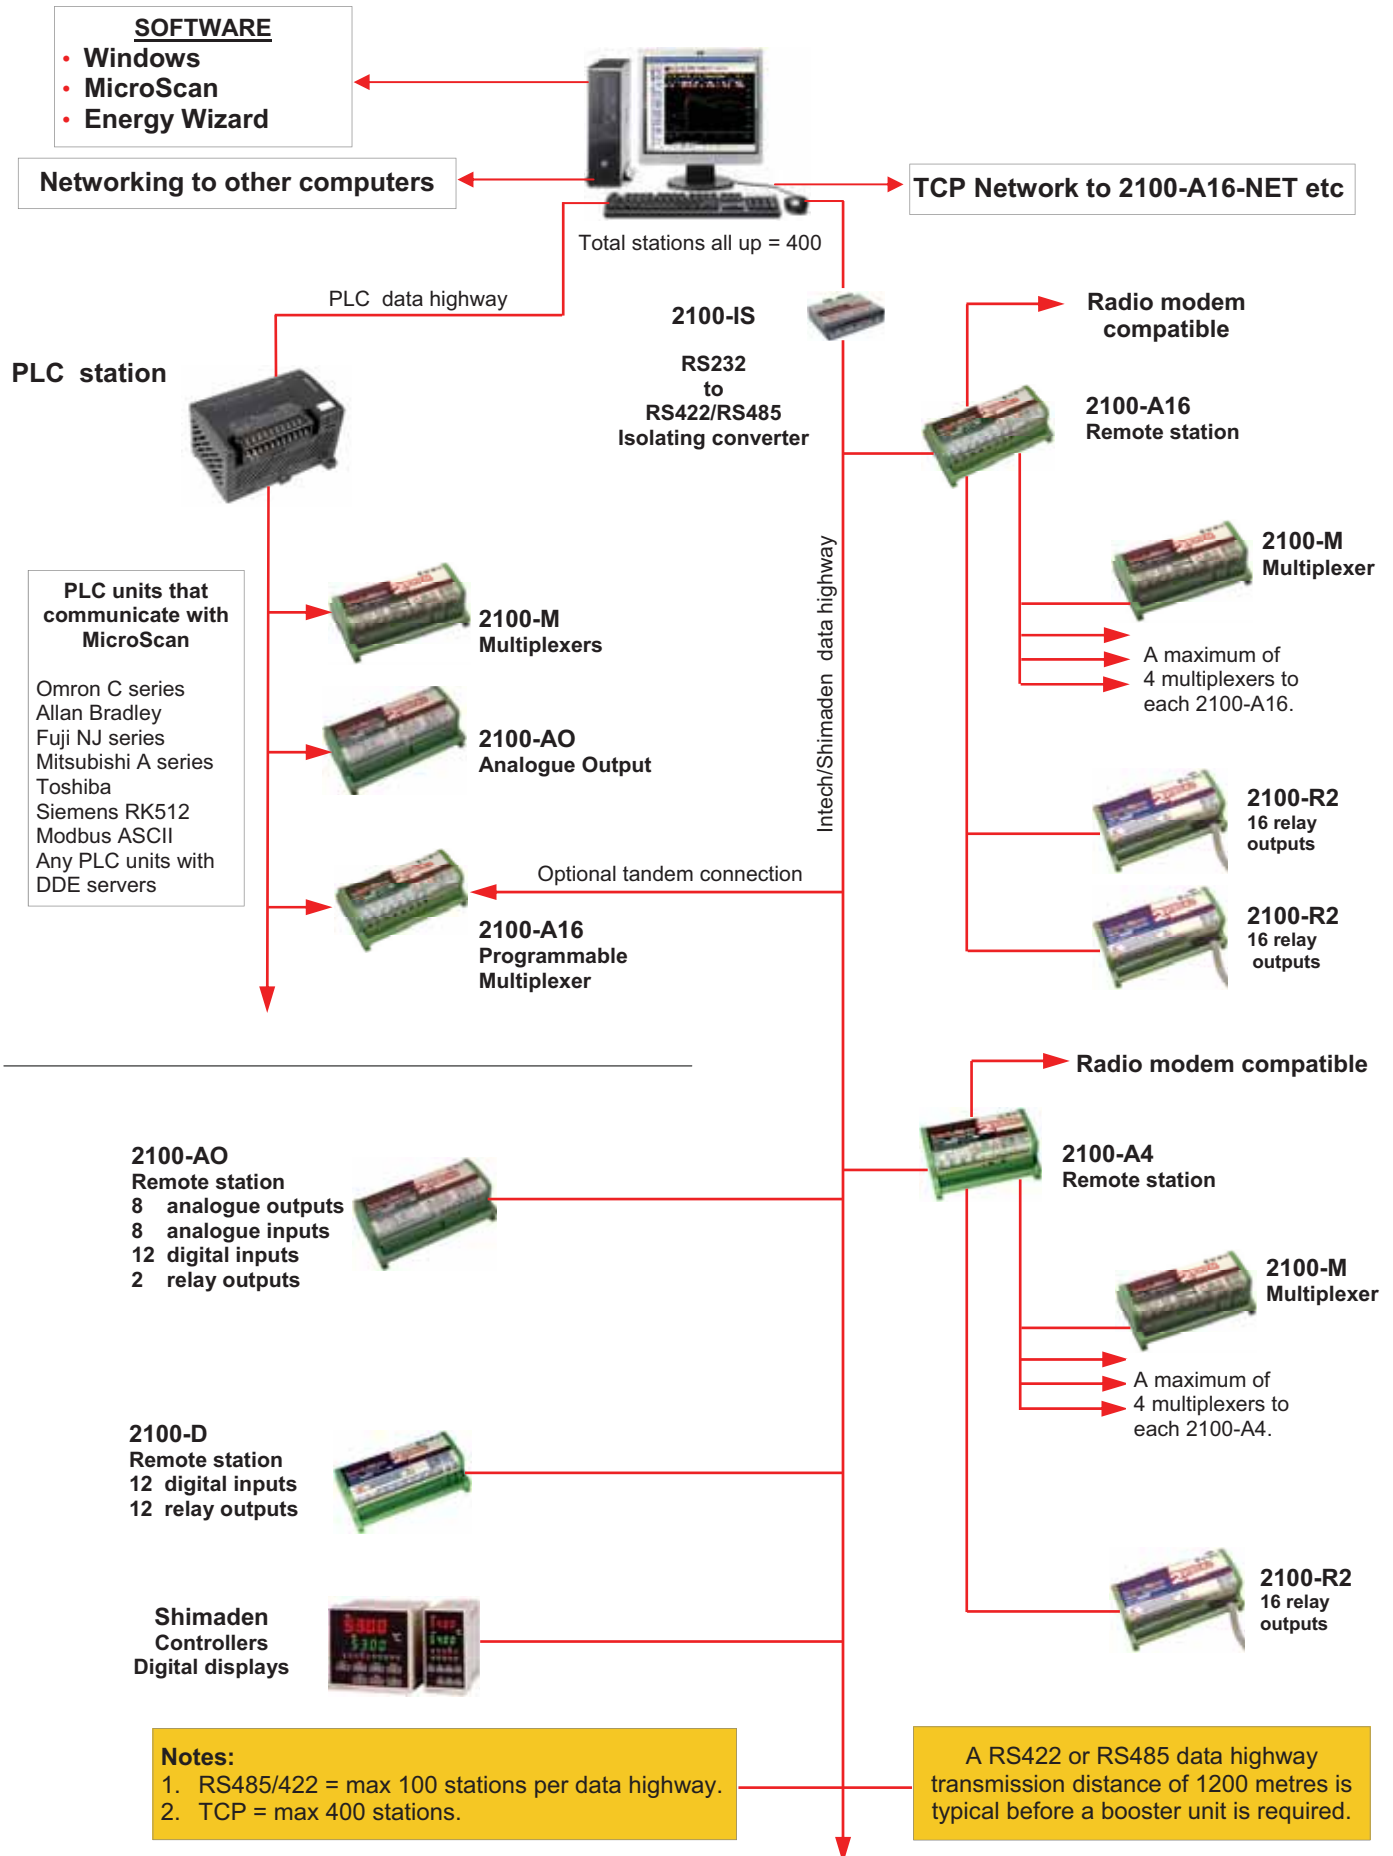 SOFTWARE
• Windows
• MicroScan
• Energy Wizard
Networking to other computers
TCP Network to 2100-A16-NET etc
Total stations all up = 400
PLC data highway
PLC station
2100-IS
RS232
to
RS422/RS485
Isolating converter
Radio modem
compatible
2100-A16
Remote station
2100-M
Multiplexer
A maximum of
4 multiplexers to
each 2100-A16.
2100-R2
16 relay
outputs
2100-R2
16 relay
outputs
Intech/Shimaden data highway
PLC units that
communicate with
MicroScan
Omron C series
Allan Bradley
Fuji NJ series
Mitsubishi A series
Toshiba
Siemens RK512
Modbus ASCII
Any PLC units with
DDE servers
2100-M
Multiplexers
2100-AO
Analogue Output
Optional tandem connection
2100-A16
Programmable
Multiplexer
Radio modem compatible
2100-A4
Remote station
2100-M
Multiplexer
A maximum of
4 multiplexers to
each 2100-A4.
2100-R2
16 relay
outputs
2100-AO
Remote station
8 analogue outputs
8 analogue inputs
12 digital inputs
2 relay outputs
2100-D
Remote station
12 digital inputs
12 relay outputs
Shimaden
Controllers
Digital displays
Notes:
1. RS485/422 = max 100 stations per data highway.
2. TCP = max 400 stations.
A RS422 or RS485 data highway
transmission distance of 1200 metres is
typical before a booster unit is required.